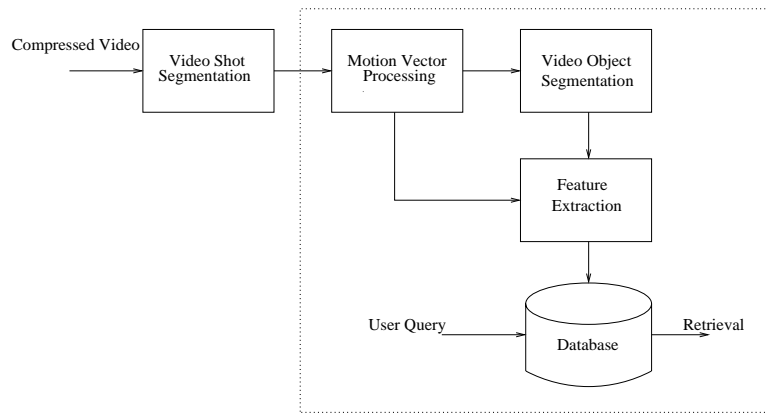 Compressed Video
Video Shot
Segmentation
Motion Vector
Processing
Video Object
Segmentation
Feature
Extraction
User Query
Database
Retrieval